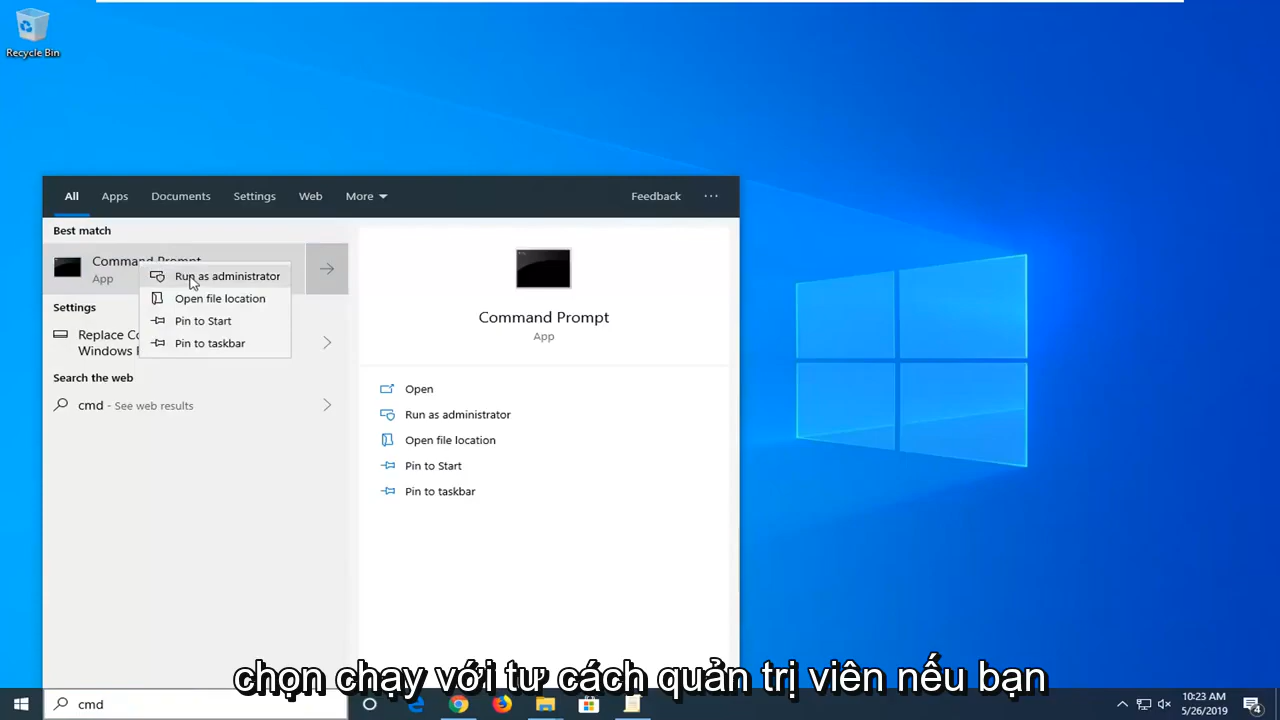 Recycle Bin
All Apps Documents Settings Web More Feedback ...
Best match
Command Prompt
App
Run as administrator
Open file location
Pin to Start
Pin to taskbar
Settings
Replace
Windows
Search the web
cmd - See web results
Command Prompt
App
Open
Run as administrator
Open file location
Pin to Start
Pin to taskbar
chọn chạy với tư cách quản trị viên nếu bạn
cmd
10:23 AM
5/26/2019
4